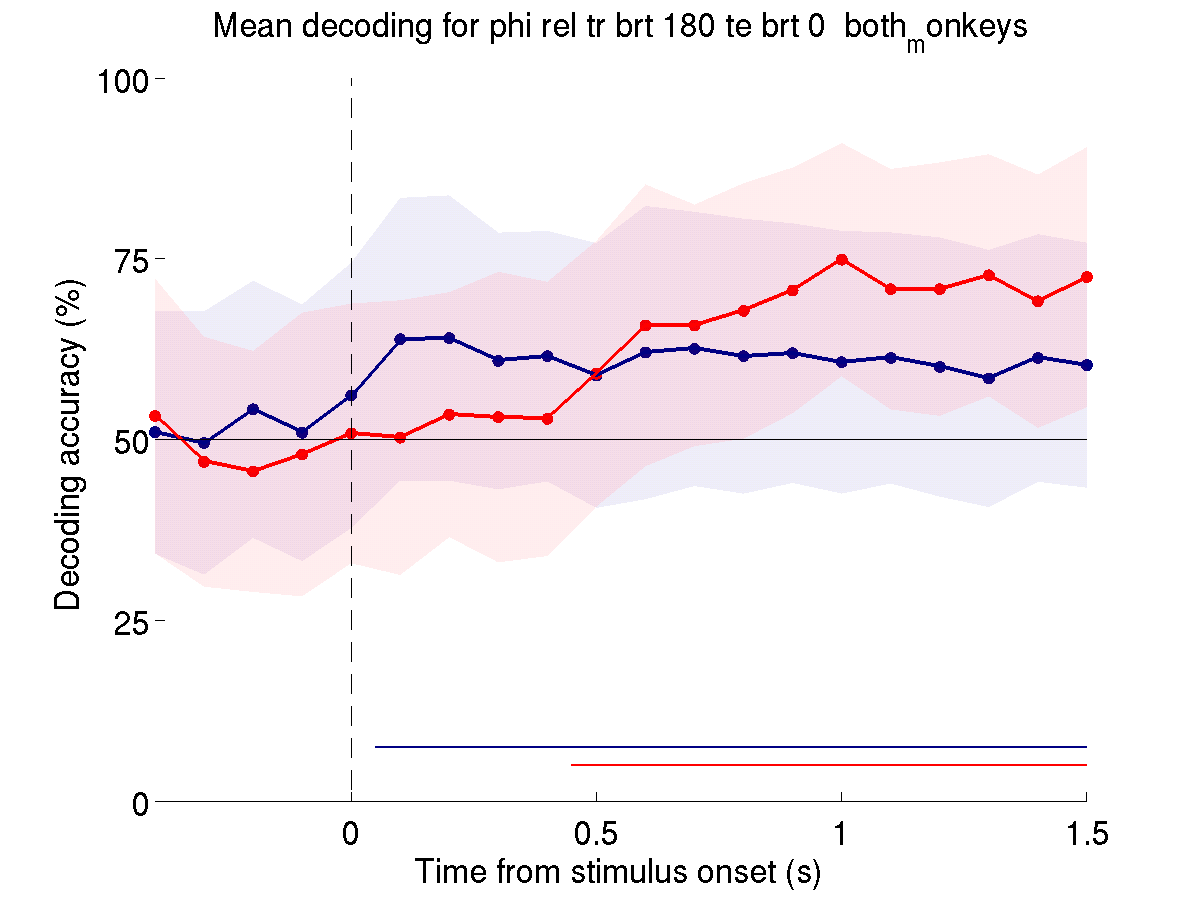 Mean decoding for phi rel tr brt 180 te brt 0 both_monkeys
100
75
50
25
0
Decoding accuracy (%)
0 0.5 1 1.5
Time from stimulus onset (s)